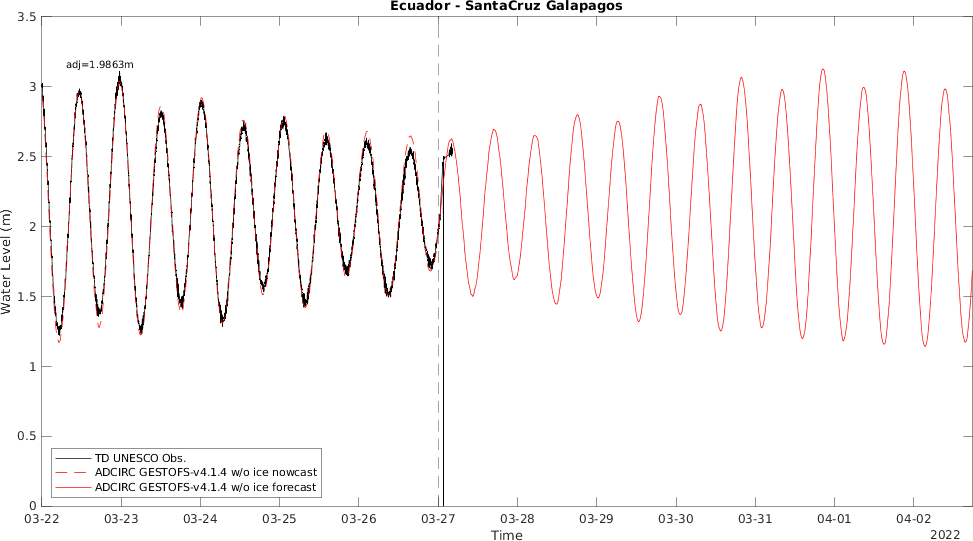 Ecuador - SantaCruz Galapagos
adj=1.9863m
Water Level (m)
3.5
3
2.5
2
1.5
1
0.5
0
TD UNESCO Obs.
ADCIRC GESTOFS-v4.1.4 w/o ice nowcast
ADCIRC GESTOFS-v4.1.4 w/o ice forecast
03-22 03-23 03-24 03-25 03-26 03-27 03-28 03-29 03-30 03-31 04-01 04-02
Time
2022